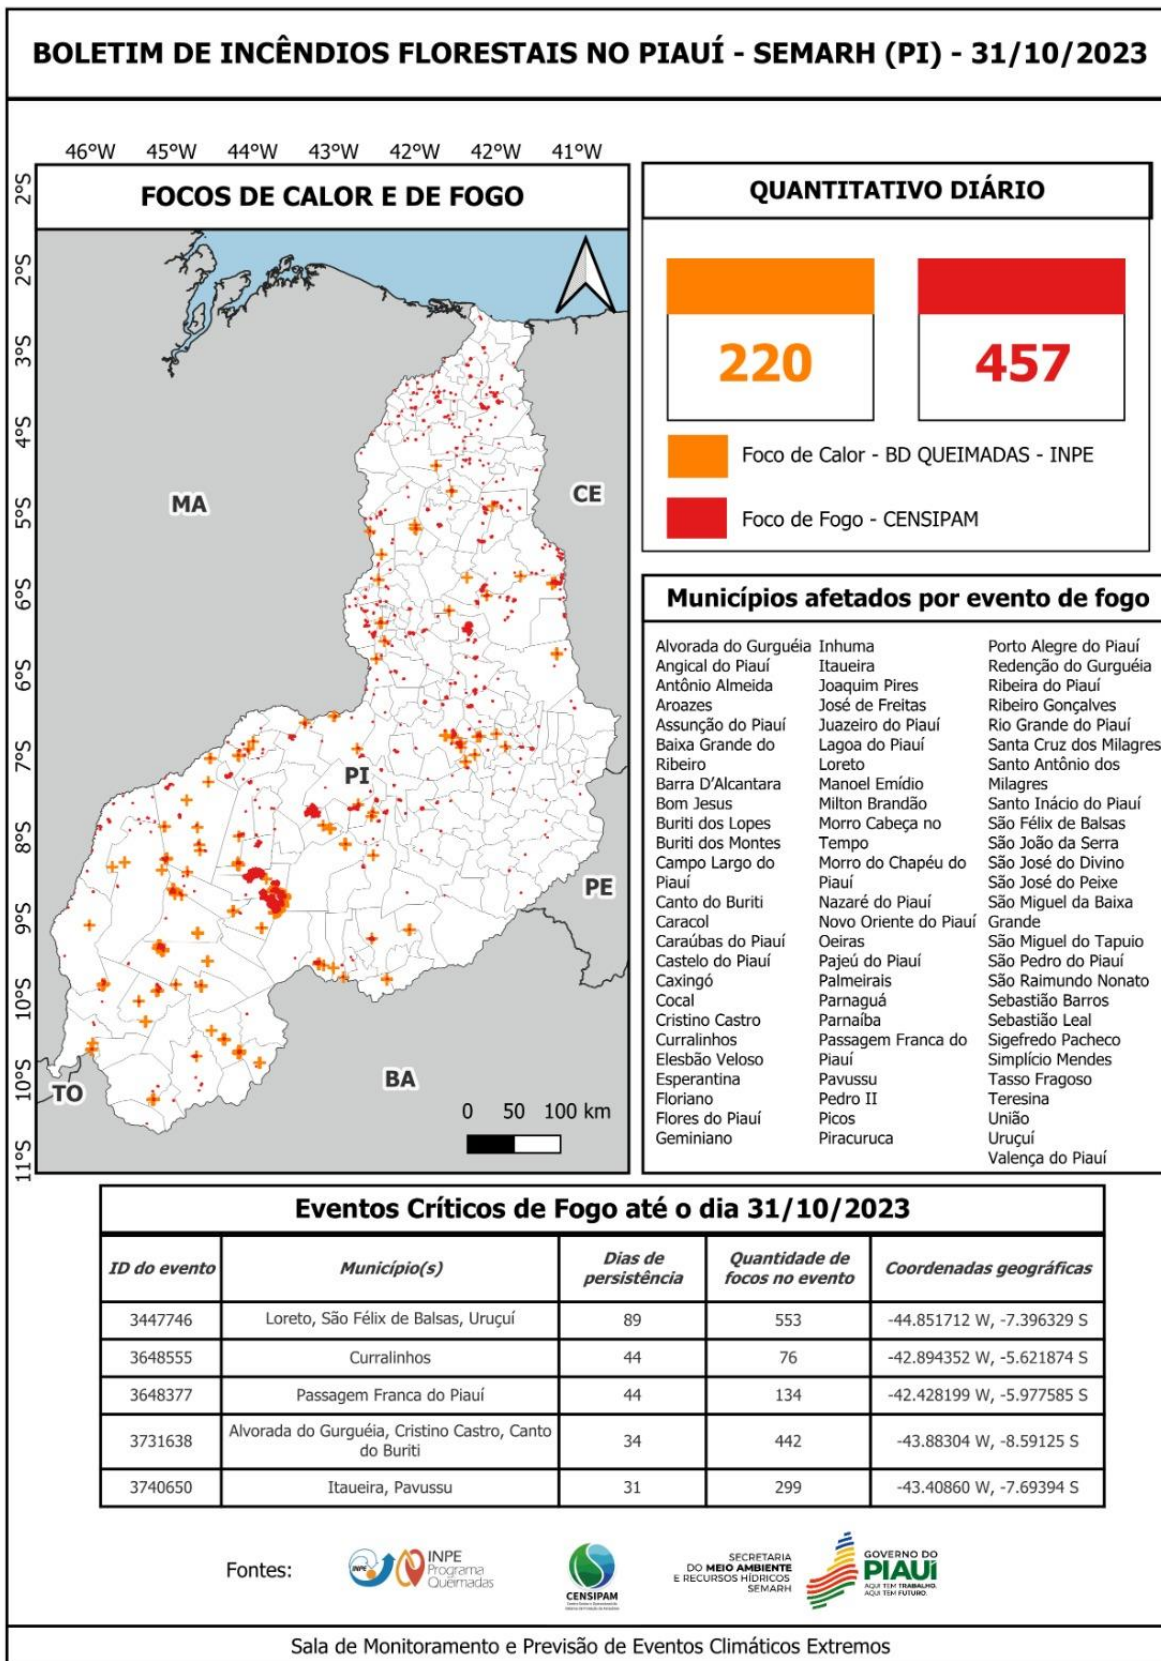 BOLETIM DE INCÊNDIOS FLORESTAIS NO PIAUÍ - SEMARH (PI) - 31/10/2023
46°W 45°W 44°W 43°W 42°W 42°W 41°W
FOCOS DE CALOR E DE FOGO
2°S
2°S
3°S
4°S
5°S
6°S
6°S
7°S
8°S
9°S
10°S
10°S
11°S
MA
CE
PI
PE
TO
BA
0 50 100 km
QUANTITATIVO DIÁRIO
220
457
Foco de Calor - BD QUEIMADAS - INPE
Foco de Fogo - CENSIPAM
Municípios afetados por evento de fogo
Alvorada do Gurguéia
Angical do Piauí
Antônio Almeida
Aroazes
Assunção do Piauí
Baixa Grande do
Ribeiro
Barra D'Alcantara
Bom Jesus
Buriti dos Lopes
Buriti dos Montes
Campo Largo do
Piauí
Canto do Buriti
Caracol
Caraúbas do Piauí
Castelo do Piauí
Caxingó
Cocal
Cristino Castro
Curralinhos
Elesbão Veloso
Esperantina
Floriano
Flores do Piauí
Geminiano
Inhuma
Itaueira
Joaquim Pires
José de Freitas
Juazeiro do Piauí
Lagoa do Piauí
Loreto
Manoel Emídio
Milton Brandão
Morro Cabeça no
Tempo
Morro do Chapéu do
Piauí
Nazaré do Piauí
Novo Oriente do Piauí
Oeiras
Pajeú do Piauí
Palmeirais
Parnaguá
Parnaíba
Passagem Franca do
Piauí
Pavussu
Pedro II
Picos
Piracuruca
Porto Alegre do Piauí
Redenção do Gurguéia
Ribeira do Piauí
Ribeiro Gonçalves
Rio Grande do Piauí
Santa Cruz dos Milagres
Santo Antônio dos
Milagres
Santo Inácio do Piauí
São Félix de Balsas
São João da Serra
São José do Divino
São José do Peixe
São Miguel da Baixa
Grande
São Miguel do Tapuio
São Pedro do Piauí
São Raimundo Nonato
Sebastião Barros
Sebastião Leal
Sigefredo Pacheco
Simplício Mendes
Tasso Fragoso
Teresina
União
Uruçuí
Valença do Piauí
Eventos Críticos de Fogo até o dia 31/10/2023
ID do evento Município(s) Dias de persistência Quantidade de focos no evento Coordenadas geográficas
3447746 Loreto, São Félix de Balsas, Uruçuí 89 553 -44.851712 W, -7.396329 S
3648555 Curralinhos 44 76 -42.894352 W, -5.621874 S
3648377 Passagem Franca do Piauí 44 134 -42.428199 W, -5.977585 S
3731638 Alvorada do Gurguéia, Cristino Castro, Canto do Buriti 34 442 -43.88304 W, -8.59125 S
3740650 Itaueira, Pavussu 31 299 -43.40860 W, -7.69394 S
Fontes:
INPE
INPE
Programa
Queimadas
CENSIPAM
SECRETARIA
DO MEIO AMBIENTE
E RECURSOS HÍDRICOS
SEMARH
GOVERNO DO
PIAUÍ
AQUI TEM TRABALHO.
AQUI TEM FUTURO.
Sala de Monitoramento e Previsão de Eventos Climáticos Extremos